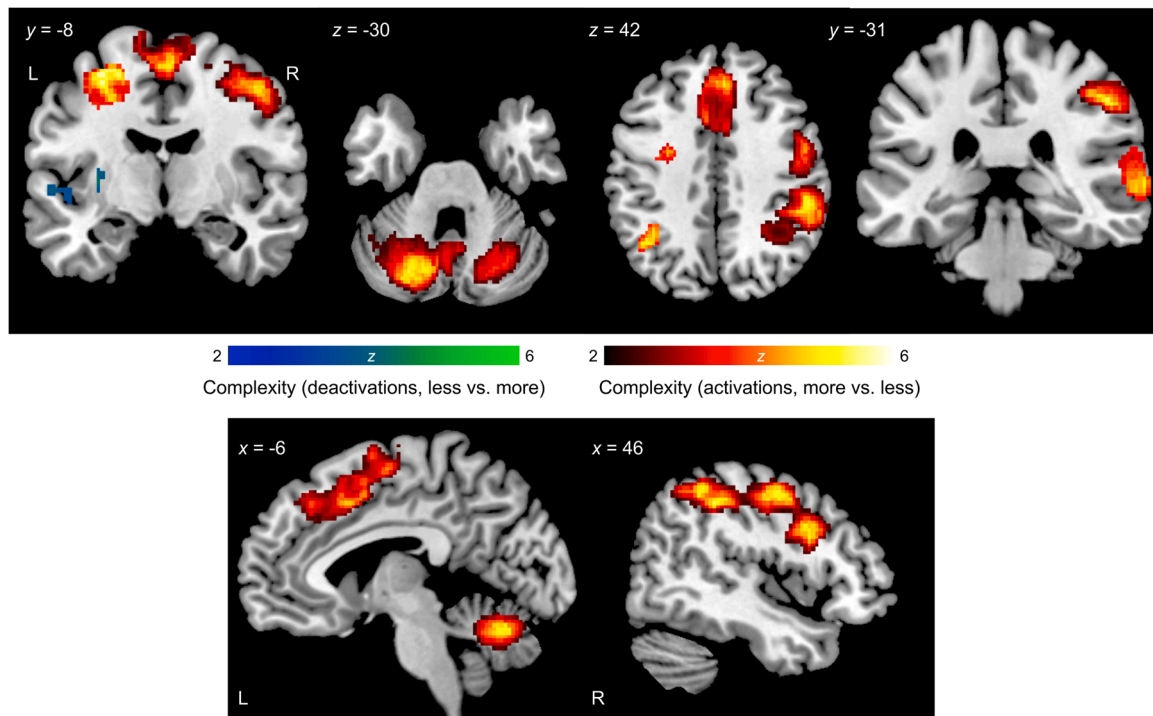 y = -8
z = -30
z = 42
y = -31
L
R
2
z
6
2
z
6
Complexity (deactivations, less vs. more)
Complexity (activations, more vs. less)
x = -6
x = 46
L
R